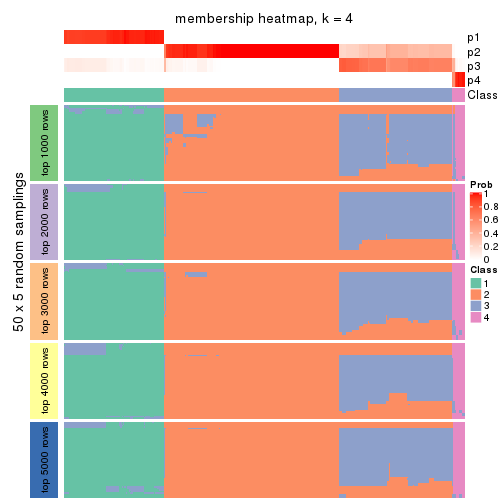 membership heatmap, k = 4
p1
p2
p3
p4
Class
50 x 5 random samplings
top 1000 rows
top 2000 rows
top 3000 rows
top 4000 rows
top 5000 rows
Prob
1
0.8
0.6
0.4
0.2
0
Class
1
2
3
4